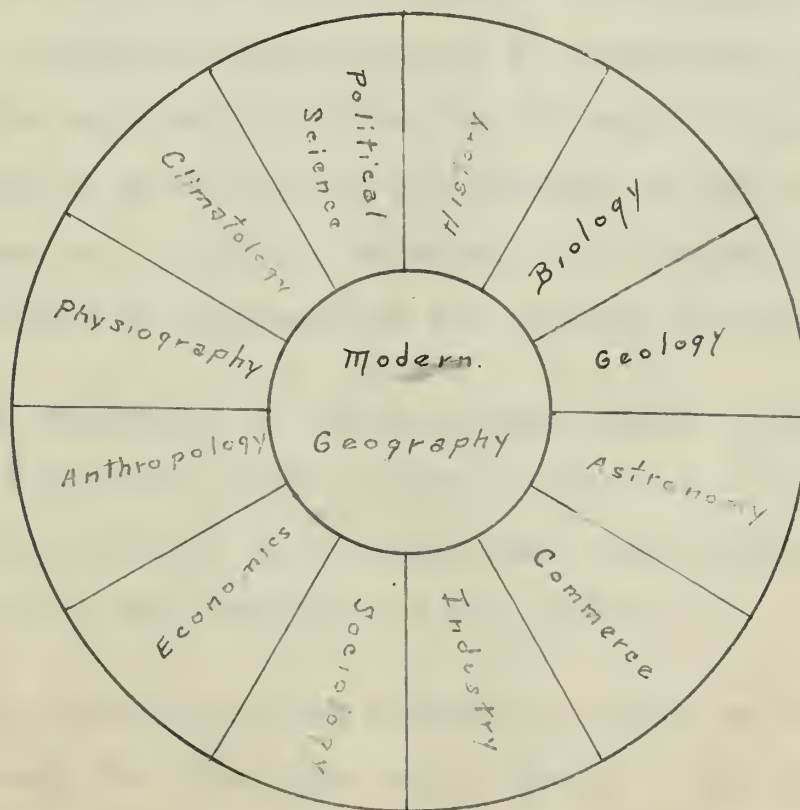 Modern.
Geography
Political
Science
History
Biology
Geology
Astronomy
Commerce
Industry
Sociology
Economics
Anthropology
Physiography
Climatology